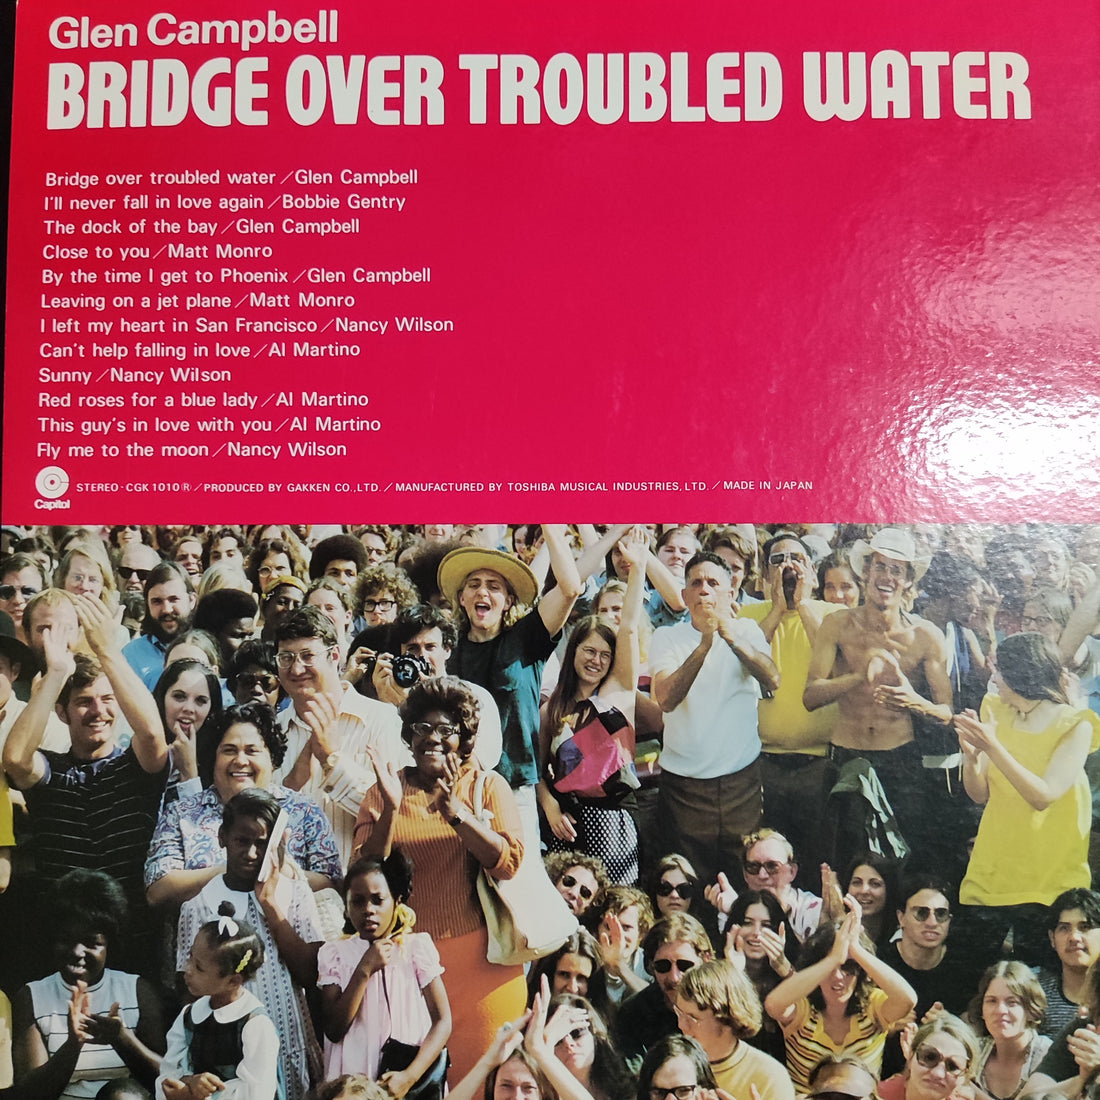 Glen Campbell
BRIDGE OVER TROUBLED WATER
Bridge over troubled water／Glen Campbell
I'll never fall in love again／Bobbie Gentry
The dock of the bay／Glen Campbell
Close to you／Matt Monro
By the time I get to Phoenix／Glen Campbell
Leaving on a jet plane／Matt Monro
I left my heart in San Francisco／Nancy Wilson
Can't help falling in love／Al Martino
Sunny／Nancy Wilson
Red roses for a blue lady／Al Martino
This guy's in love with you／Al Martino
Fly me to the moon／Nancy Wilson
Capitol
STEREO·CGK 1010Ⓡ／PRODUCED BY GAKKEN CO.,LTD.／MANUFACTURED BY TOSHIBA MUSICAL INDUSTRIES, LTD.／MADE IN JAPAN